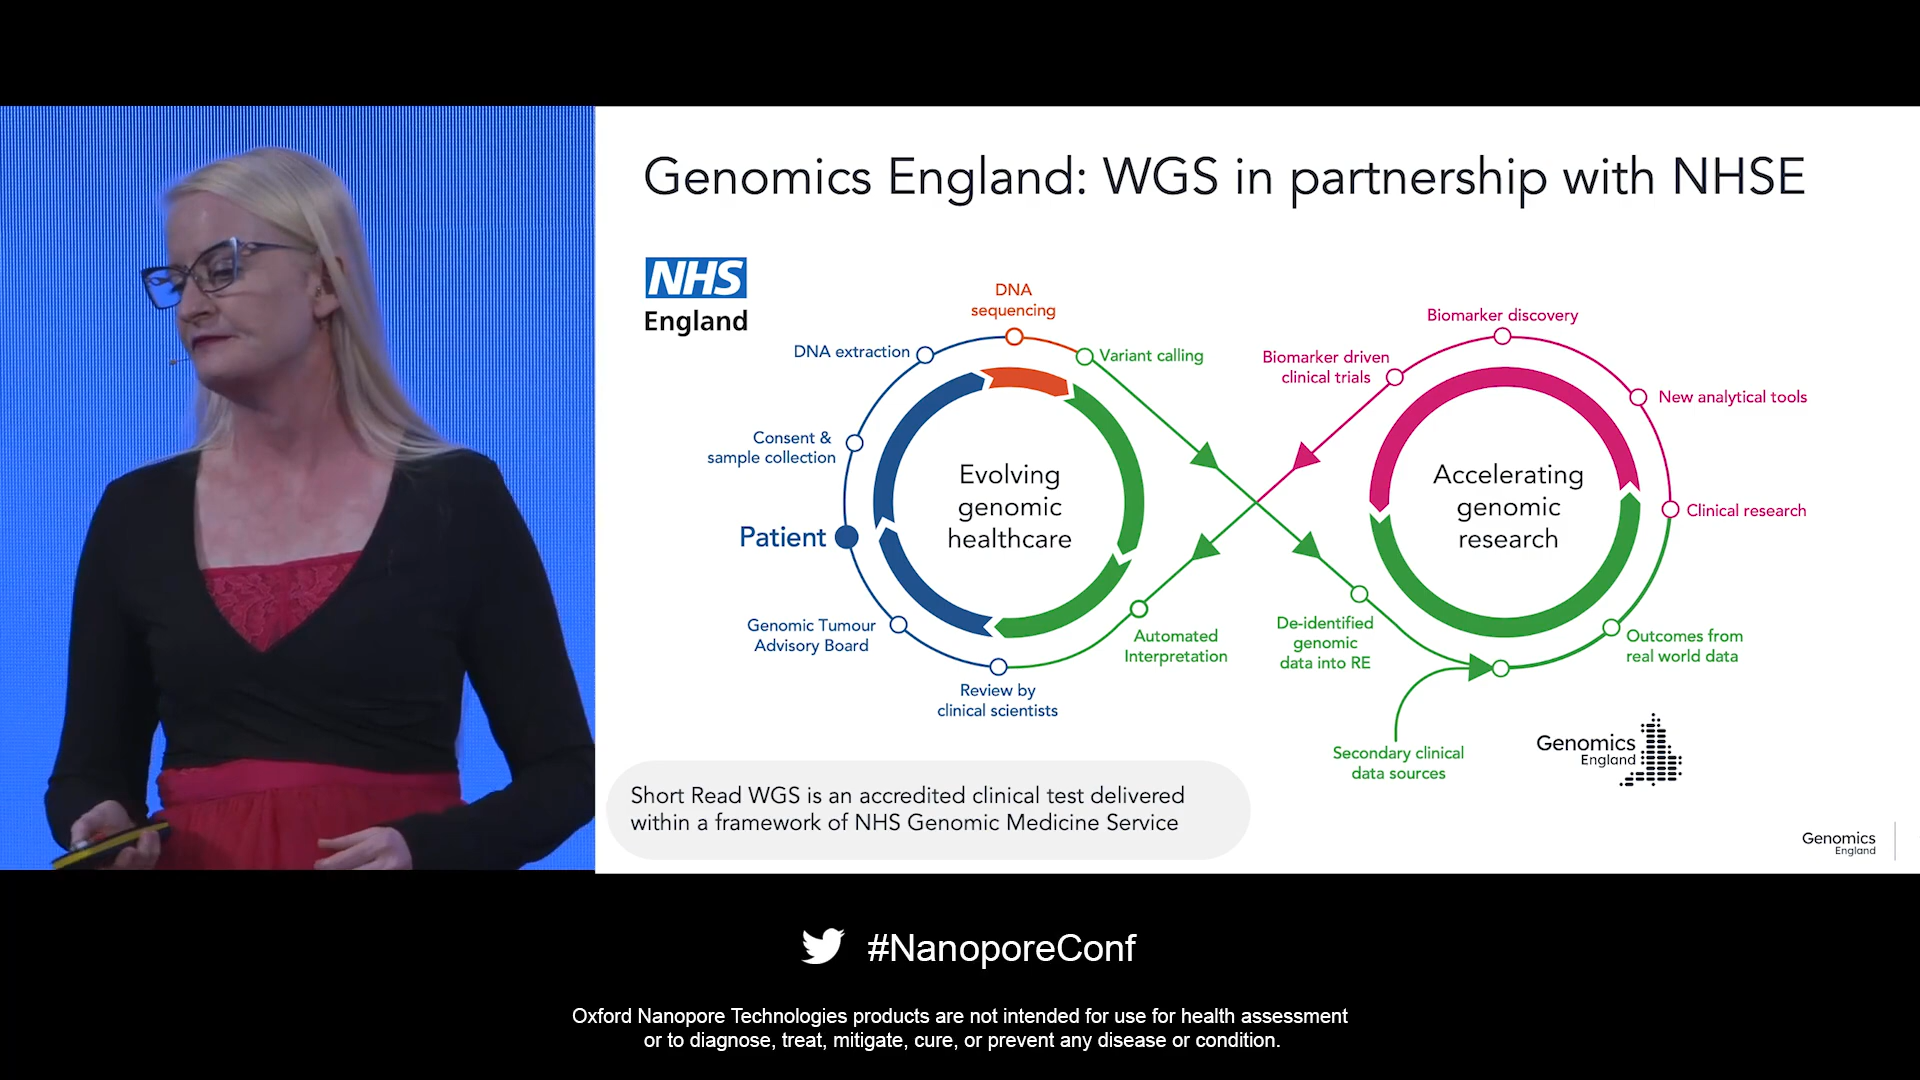 Genomics England: WGS in partnership with NHSE
NHS
England
DNA
sequencing
DNA extraction
Variant calling
Consent &
sample collection
Patient
Evolving
genomic
healthcare
Genomic Tumour
Advisory Board
Review by
clinical scientists
Automated
Interpretation
Biomarker discovery
Biomarker driven
clinical trials
New analytical tools
Accelerating
genomic
research
Clinical research
De-identified
genomic
data into RE
Outcomes from
real world data
Secondary clinical
data sources
Genomics
England
Short Read WGS is an accredited clinical test delivered
within a framework of NHS Genomic Medicine Service
Genomics
England
#NanoporeConf
Oxford Nanopore Technologies products are not intended for use for health assessment
or to diagnose, treat, mitigate, cure, or prevent any disease or condition.